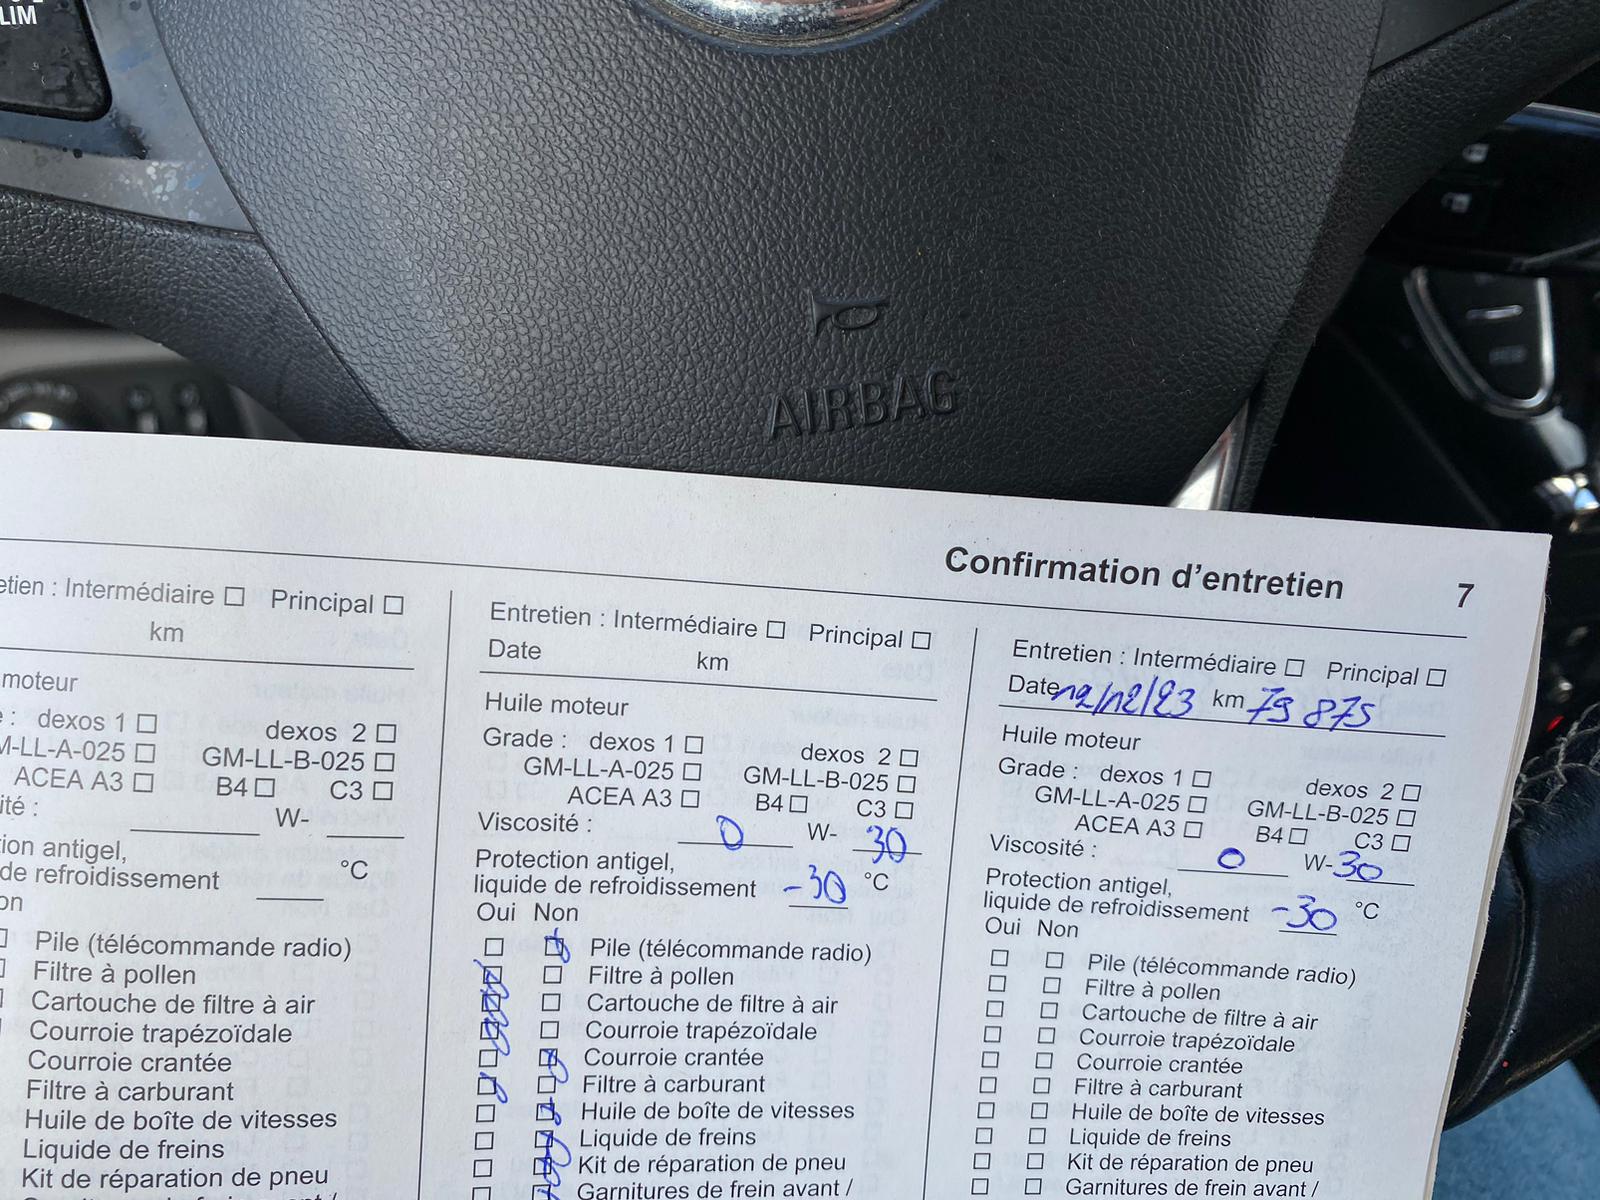 LIM
AIRBAG
Confirmation d'entretien 7
etien : Intermédiaire ☐ Principal ☐
km
moteur
: dexos 1 ☐ dexos 2 ☐
M-LL-A-025 ☐ GM-LL-B-025 ☐
ACEA A3 ☐ B4 ☐ C3 ☐
ité : W-
ion antigel,
de refroidissement °C
on
Pile (télécommande radio)
Filtre à pollen
Cartouche de filtre à air
Courroie trapézoïdale
Courroie crantée
Filtre à carburant
Huile de boîte de vitesses
Liquide de freins
Kit de réparation de pneu
Entretien : Intermédiaire ☐ Principal ☐
Date km
Huile moteur
Grade : dexos 1 ☐ dexos 2 ☐
GM-LL-A-025 ☐ GM-LL-B-025 ☐
ACEA A3 ☐ B4 ☐ C3 ☐
Viscosité : 0 W- 30
Protection antigel,
liquide de refroidissement -30 °C
Oui Non
Pile (télécommande radio)
Filtre à pollen
Cartouche de filtre à air
Courroie trapézoïdale
Courroie crantée
Filtre à carburant
Huile de boîte de vitesses
Liquide de freins
Kit de réparation de pneu
Garnitures de frein avant /
Entretien : Intermédiaire ☐ Principal ☐
Date 12/12/23 km 79 875
Huile moteur
Grade : dexos 1 ☐ dexos 2 ☐
GM-LL-A-025 ☐ GM-LL-B-025 ☐
ACEA A3 ☐ B4 ☐ C3 ☐
Viscosité : 0 W- 30
Protection antigel,
liquide de refroidissement -30 °C
Oui Non
Pile (télécommande radio)
Filtre à pollen
Cartouche de filtre à air
Courroie trapézoïdale
Courroie crantée
Filtre à carburant
Huile de boîte de vitesses
Liquide de freins
Kit de réparation de pneu
Garnitures de frein avant /